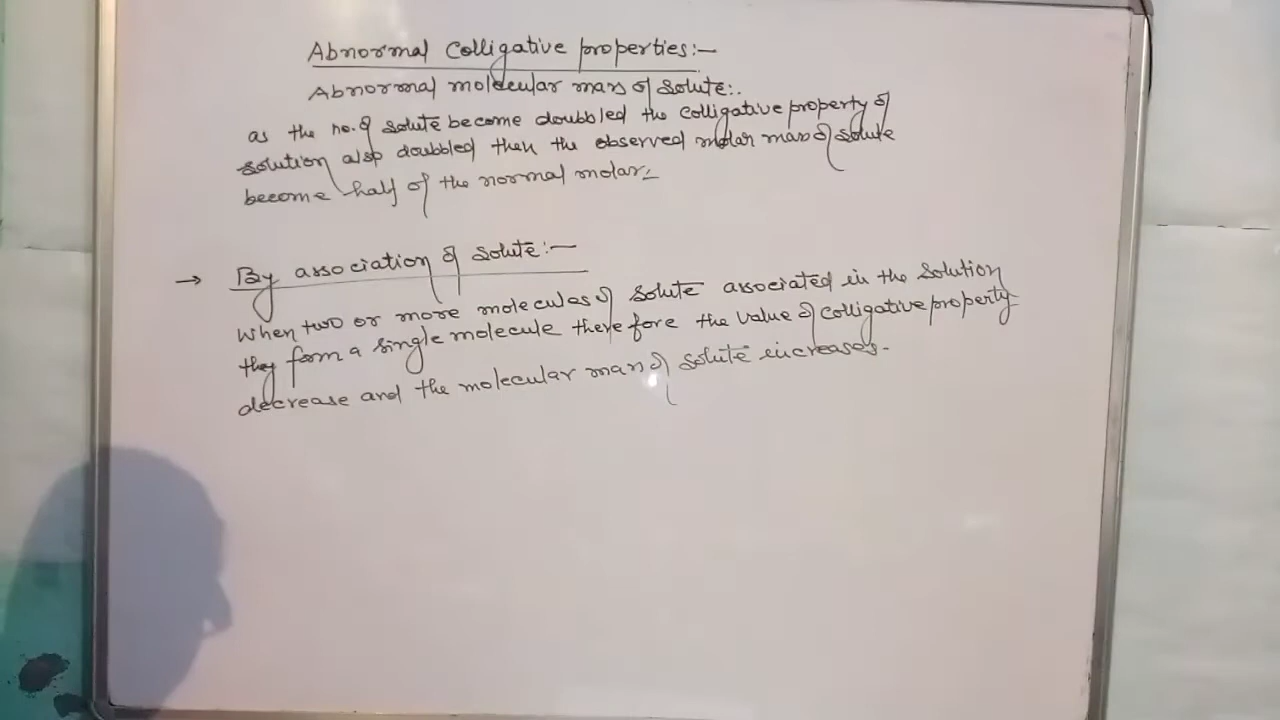 Abnormal Colligative properties:-
Abnormal molecular mass of solute:.
as the no. of solute become doubbled the colligative property of
solution also doubbled then the observed molar mass of solute
become half of the normal molar.
→ By association of solute:-
When two or more moleculas of solute associated in the solution
they form a single molecule there fore the value of colligative property
decrease and the molecular mass of solute increases.